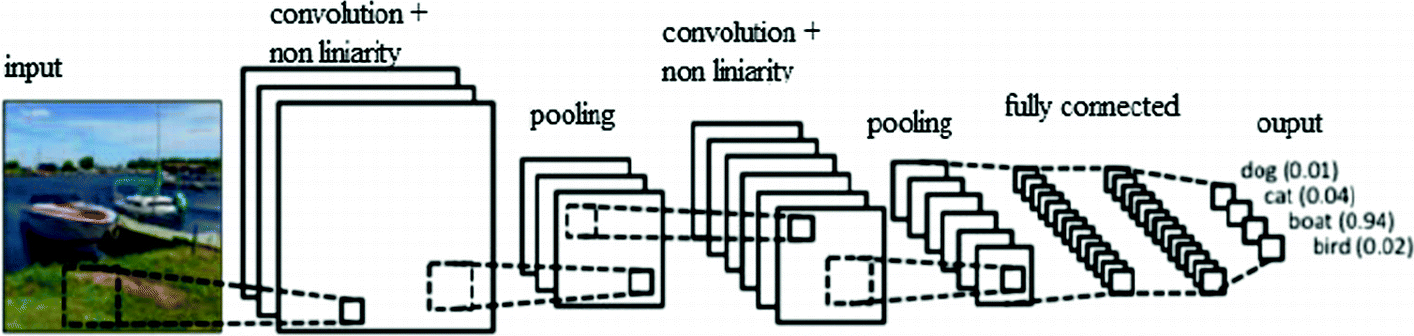 input
convolution +
non liniarity
pooling
convolution +
non liniarity
pooling
fully connected
ouput
dog (0.01)
cat (0.04)
boat (0.94)
bird (0.02)